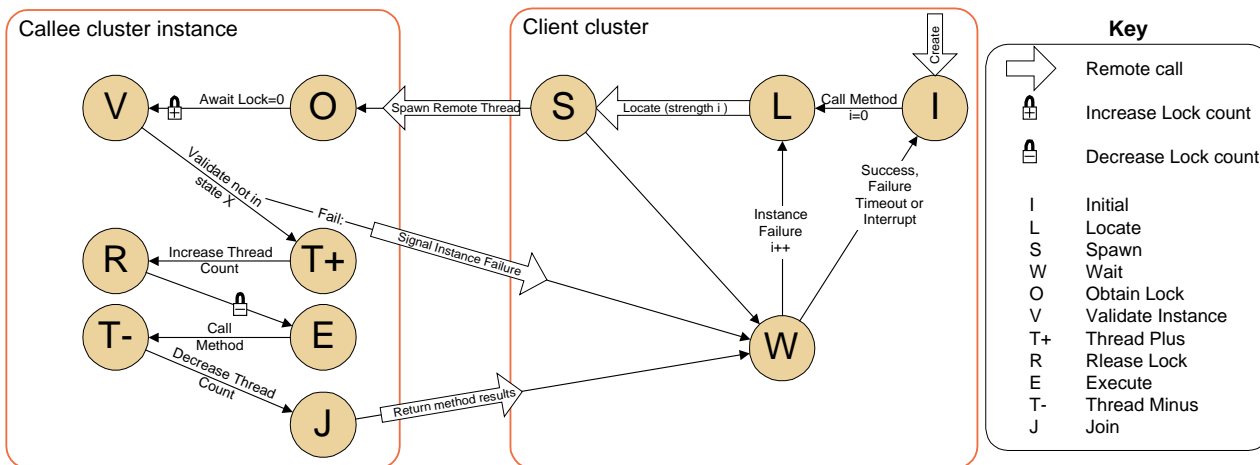 Callee cluster instance
Client cluster
Key
Create
Remote call
V
Await Lock=0
O
Spawn Remote Thread
S
Locate (strength i )
L
Call Method
i=0
I
Increase Lock count
Decrease Lock count
Validate not in
state X
Fail:
Signal Instance Failure
Instance
Failure
i++
Success,
Failure
Timeout or
Interrupt
R
Increase Thread
Count
T+
E
T-
Call
Method
W
Decrease Thread
Count
J
Return method results
I Initial
L Locate
S Spawn
W Wait
O Obtain Lock
V Validate Instance
T+ Thread Plus
R Rlease Lock
E Execute
T- Thread Minus
J Join